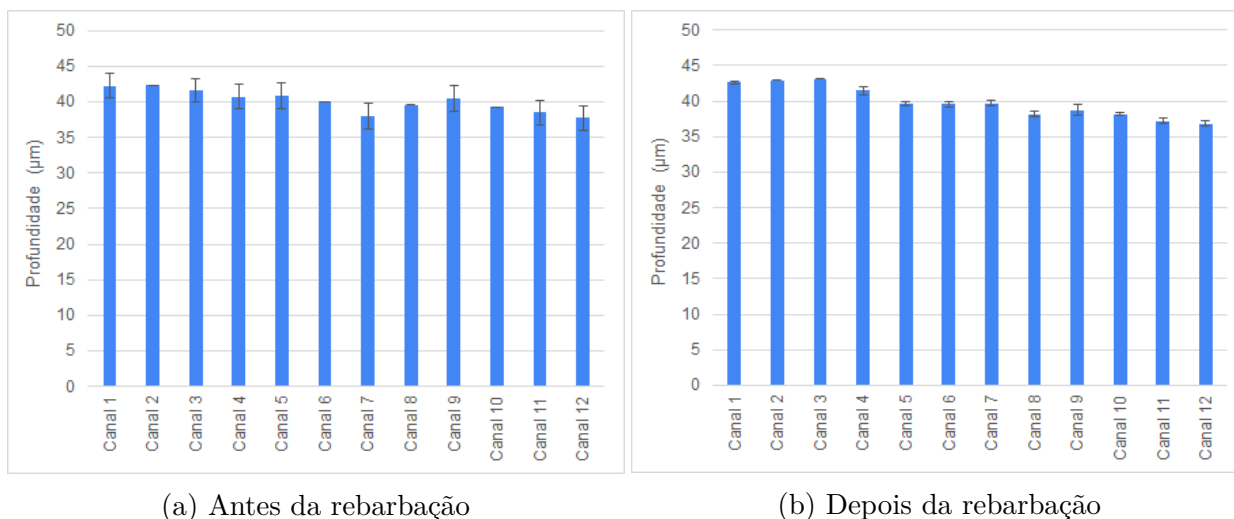 50
45
40
35
30
25
20
15
10
5
0
Profundidade (µm)
Canal 1
Canal 2
Canal 3
Canal 4
Canal 5
Canal 6
Canal 7
Canal 8
Canal 9
Canal 10
Canal 11
Canal 12
(a) Antes da rebarbação
50
45
40
35
30
25
20
15
10
5
0
Profundidade (µm)
Canal 1
Canal 2
Canal 3
Canal 4
Canal 5
Canal 6
Canal 7
Canal 8
Canal 9
Canal 10
Canal 11
Canal 12
(b) Depois da rebarbação